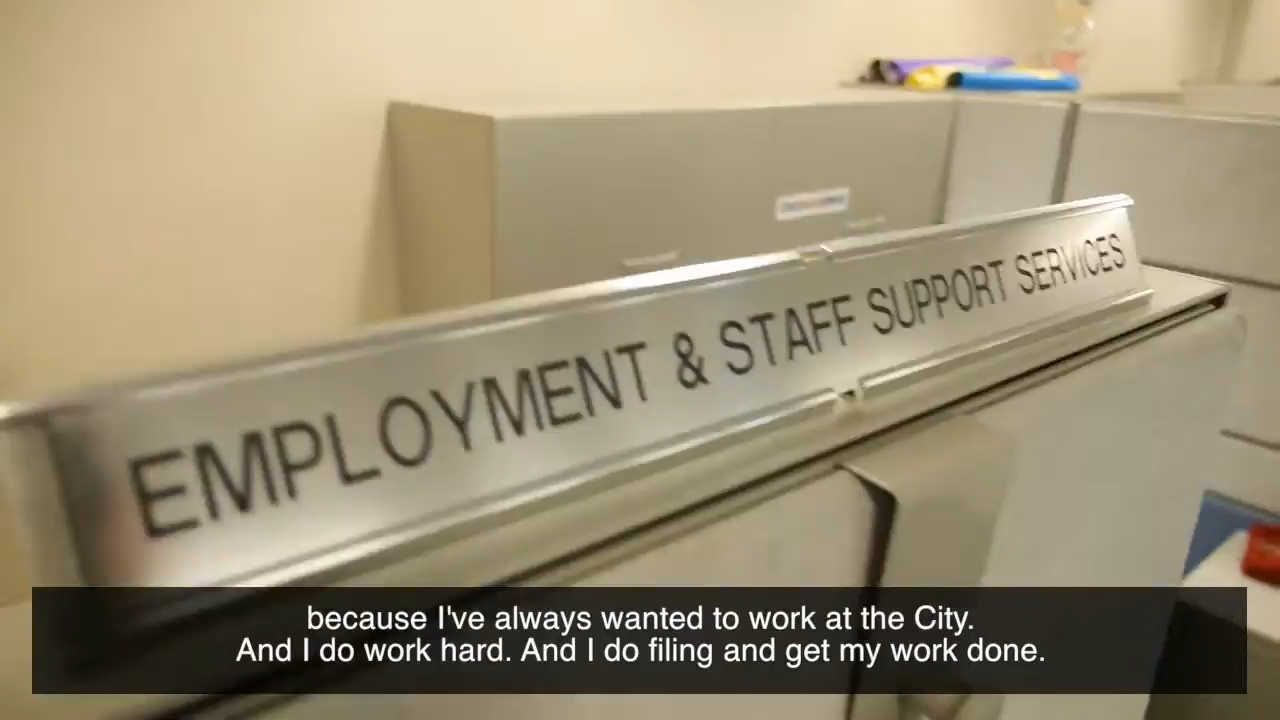 EMPLOYMENT & STAFF SUPPORT SERVICES
because I've always wanted to work at the City.
And I do work hard. And I do filing and get my work done.